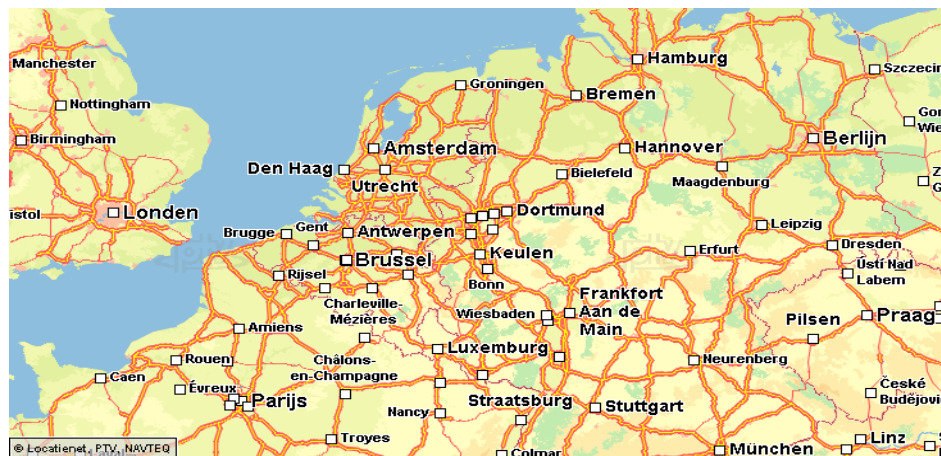 Hamburg
Manchester
Szczecin
Groningen
Bremen
Nottingham
Birmingham
Berlijn
Amsterdam
Hannover
Den Haag
Bielefeld
Maagdenburg
Utrecht
Londen
Dortmund
Leipzig
Brugge
Gent
Antwerpen
Dresden
Erfurt
Keulen
Brussel
Ústí Nad
Labem
Rijsel
Bonn
Charleville-
Mézières
Frankfort
Aan de
Main
Wiesbaden
Praag
Amiens
Pilsen
Luxemburg
Rouen
Châlons-
en-Champagne
Neurenberg
Caen
Évreux
Parijs
České
Budějovic
Nancy
Straatsburg
Stuttgart
Troyes
Linz
München
Colmar
© Locatienet, PTV, NAVTEQ